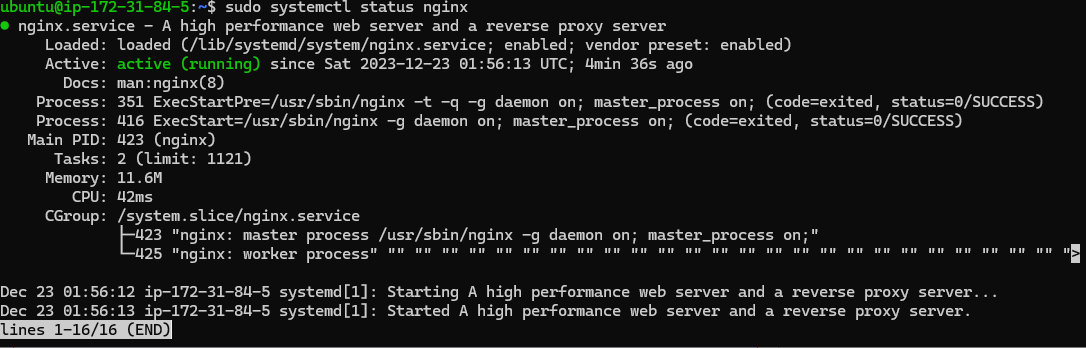 ubuntu@ip-172-31-84-5:~$ sudo systemctl status nginx
● nginx.service - A high performance web server and a reverse proxy server
     Loaded: loaded (/lib/systemd/system/nginx.service; enabled; vendor preset: enabled)
     Active: active (running) since Sat 2023-12-23 01:56:13 UTC; 4min 36s ago
       Docs: man:nginx(8)
    Process: 351 ExecStartPre=/usr/sbin/nginx -t -q -g daemon on; master_process on; (code=exited, status=0/SUCCESS)
    Process: 416 ExecStart=/usr/sbin/nginx -g daemon on; master_process on; (code=exited, status=0/SUCCESS)
   Main PID: 423 (nginx)
      Tasks: 2 (limit: 1121)
     Memory: 11.6M
        CPU: 42ms
     CGroup: /system.slice/nginx.service
             ├─423 "nginx: master process /usr/sbin/nginx -g daemon on; master_process on;"
             └─425 "nginx: worker process" "" "" "" "" "" "" "" "" "" "" "" "" "" "" "" "" "" "" "" "" "" "" "" "" "" ">

Dec 23 01:56:12 ip-172-31-84-5 systemd[1]: Starting A high performance web server and a reverse proxy server...
Dec 23 01:56:13 ip-172-31-84-5 systemd[1]: Started A high performance web server and a reverse proxy server.
lines 1-16/16 (END)